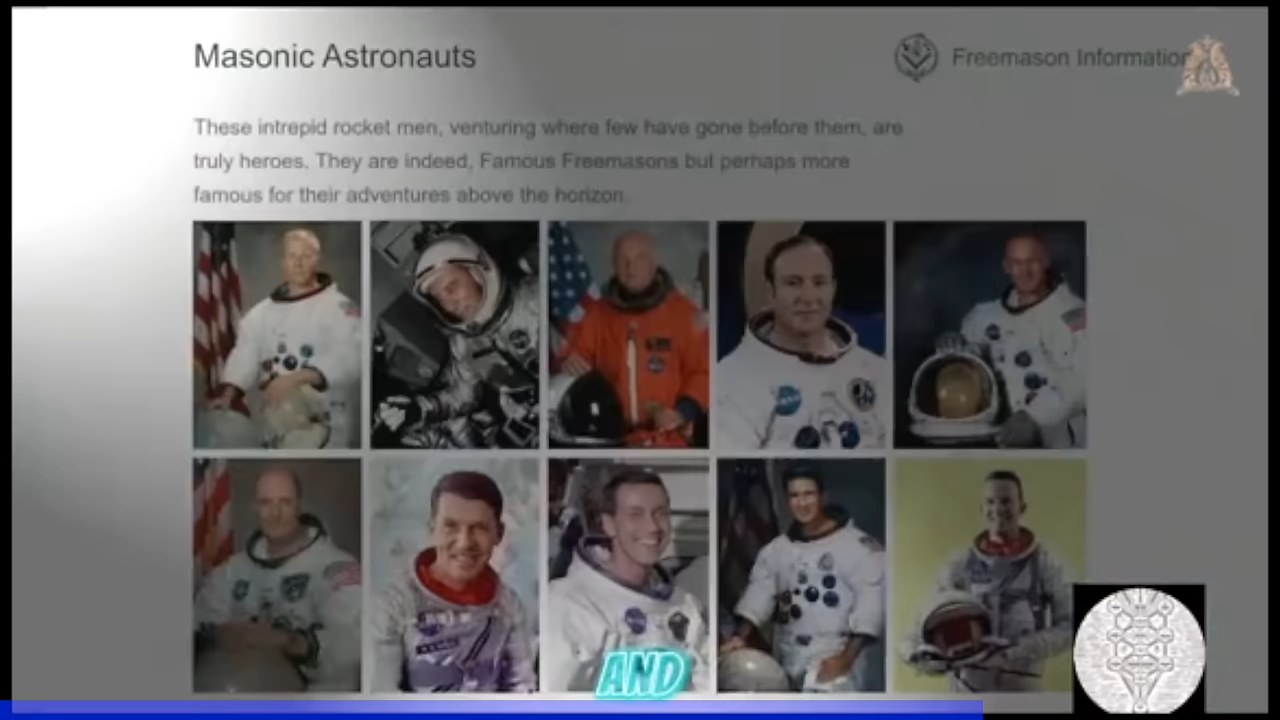 Masonic Astronauts
Freemason Information
These intrepid rocket men, venturing where few have gone before them, are
truly heroes. They are indeed, Famous Freemasons but perhaps more
famous for their adventures above the horizon.
AND